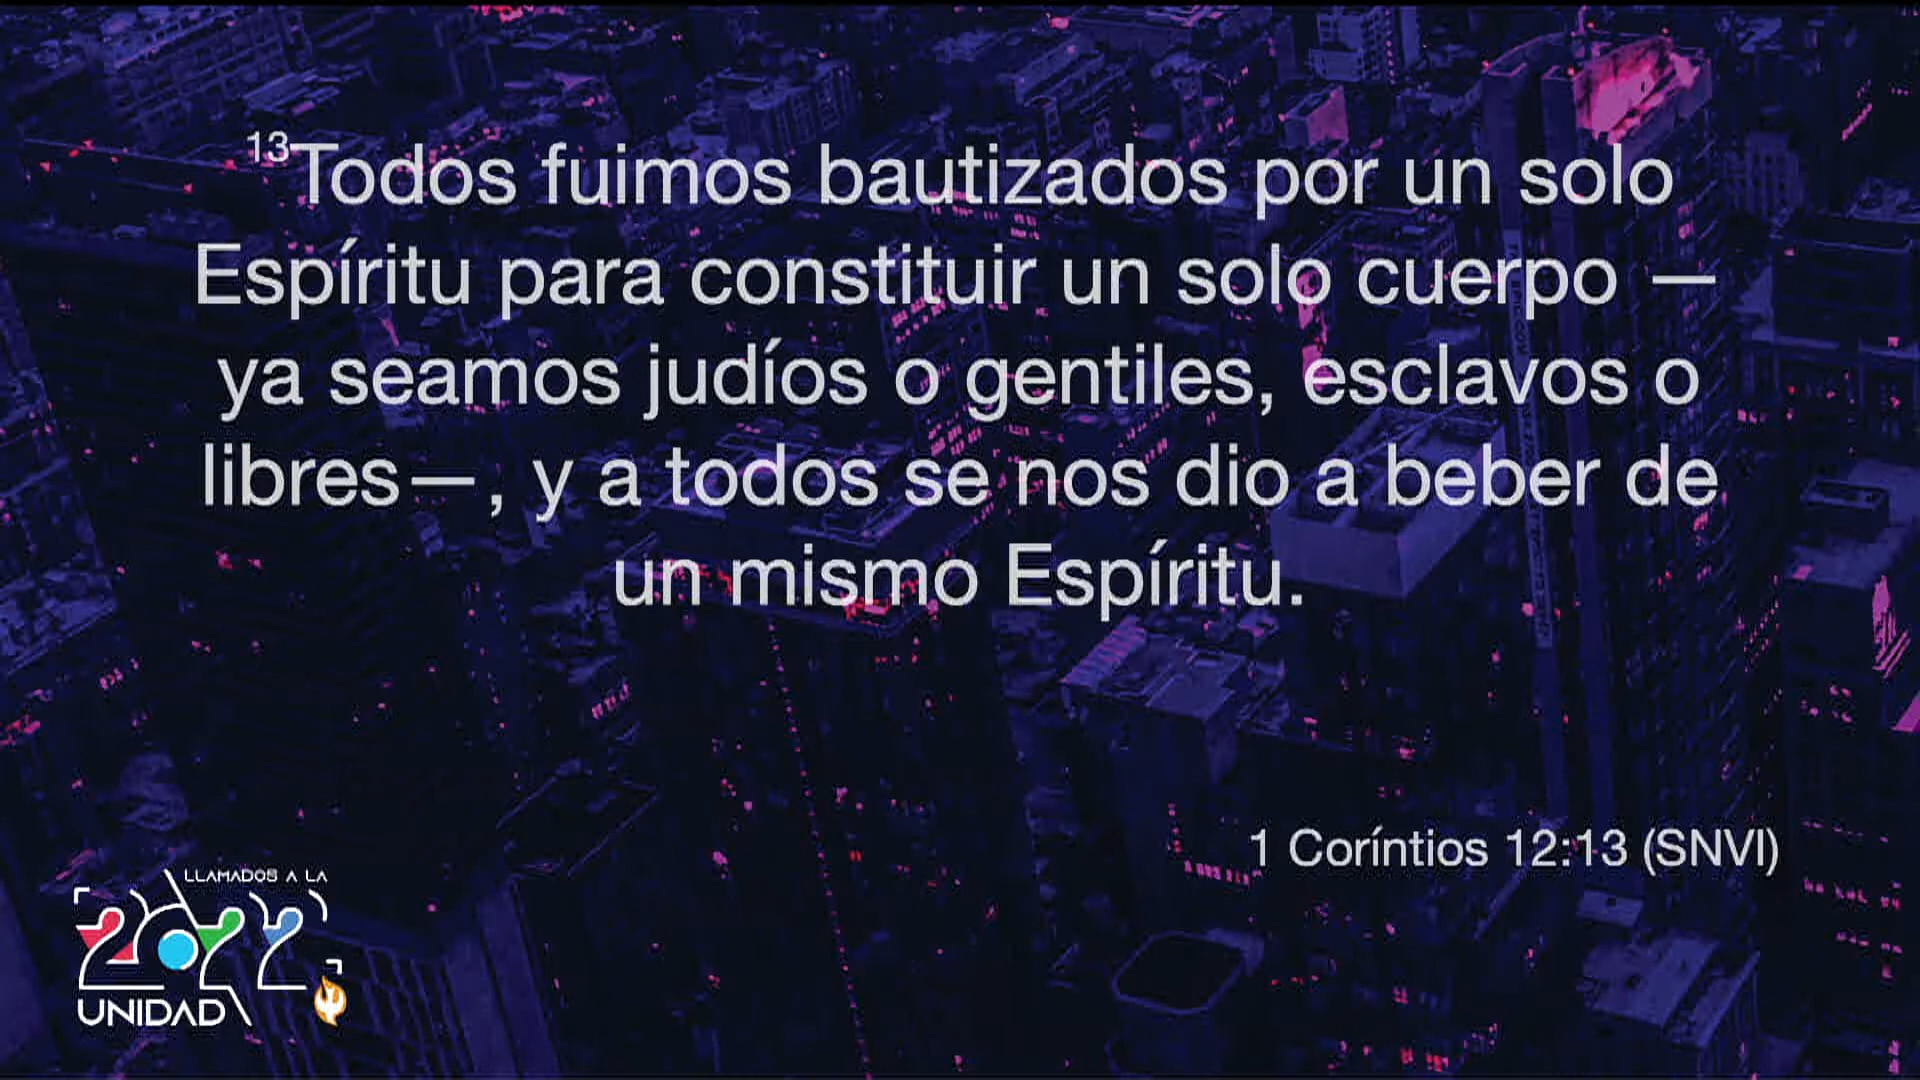 13Todos fuimos bautizados por un solo
Espíritu para constituir un solo cuerpo —
ya seamos judíos o gentiles, esclavos o
libres—, y a todos se nos dio a beber de
un mismo Espíritu.
1 Coríntios 12:13 (SNVI)
LLAMADOS A LA
2022
UNIDAD